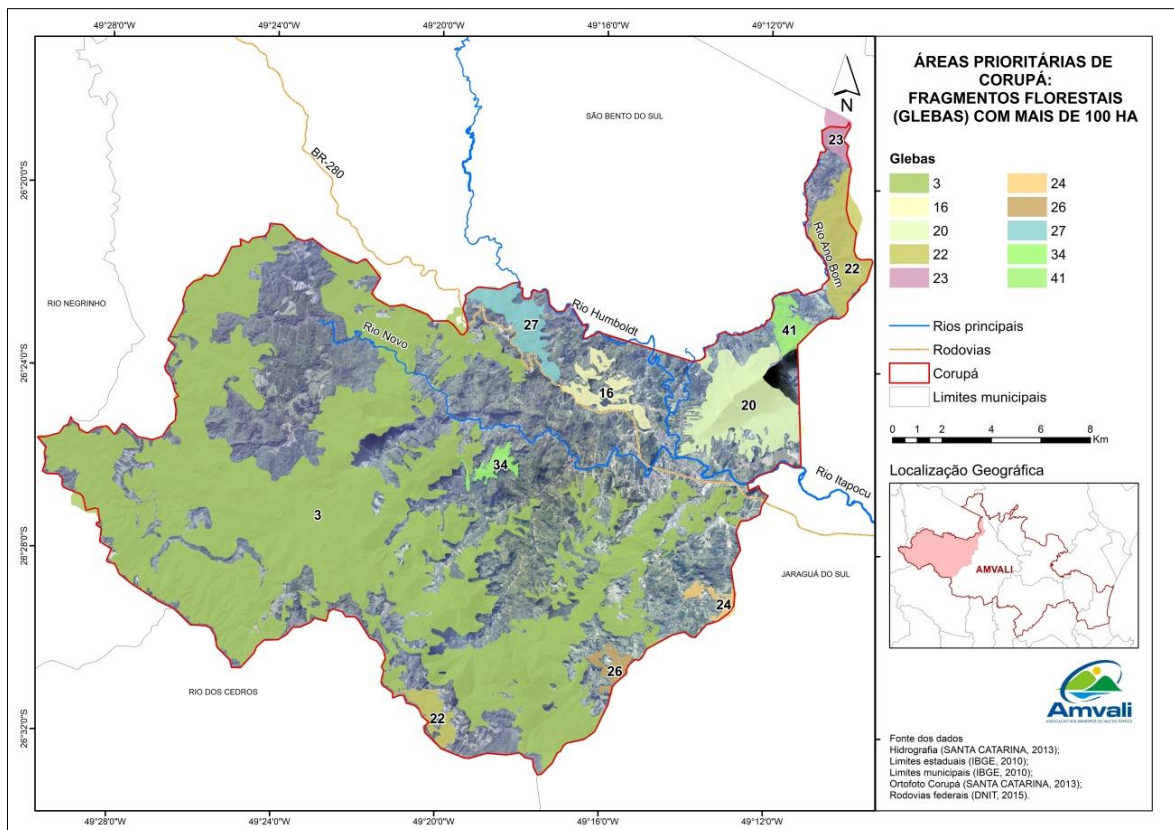 49°28'0"O 49°24'0"O 49°20'0"O 49°16'0"O 49°12'0"O
ÁREAS PRIORITÁRIAS DE
CORUPÁ:
FRAGMENTOS FLORESTAIS
(GLEBAS) COM MAIS DE 100 HA
N
SÃO BENTO DO SUL
BR-280
23
26°20'0"S
Glebas
3 24
16 26
20 27
22 34
23 41
Rio Ano Bom
22
RIO NEGRINHO
27
Rio Humboldt
41
Rio Novo
26°24'0"S
16
20
Rios principais
Rodovias
Corupá
Limites municipais
0 2 4 6 8
Km
34
Rio Itapocu
Localização Geográfica
3
26°28'0"S
JARAGUÁ DO SUL
AMVALI
24
26
RIO DOS CEDROS
22
26°32'0"S
Amvali
ASSOCIAÇÃO DOS MUNICÍPIOS DO VALE DO ITAPOCU
Fonte dos dados
Hidrografia (SANTA CATARINA, 2013);
Limites estaduais (IBGE, 2010);
Limites municipais (IBGE, 2010);
Ortofoto Corupá (SANTA CATARINA, 2013);
Rodovias federais (DNIT, 2015).
49°28'0"O 49°24'0"O 49°20'0"O 49°16'0"O 49°12'0"O